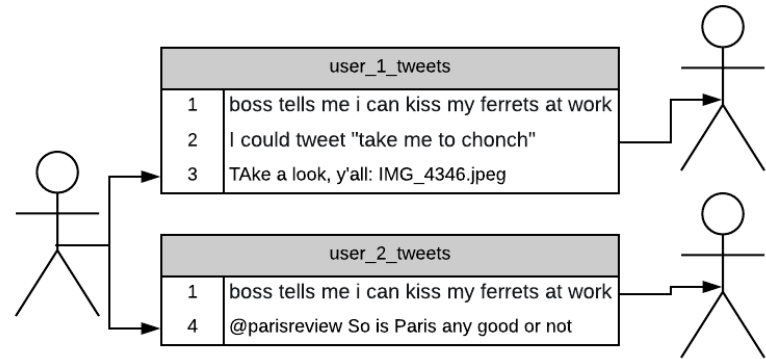 user_1_tweets
1 boss tells me i can kiss my ferrets at work
2 I could tweet "take me to chonch"
3 TAke a look, y'all: IMG_4346.jpeg
user_2_tweets
1 boss tells me i can kiss my ferrets at work
4 @parisreview So is Paris any good or not